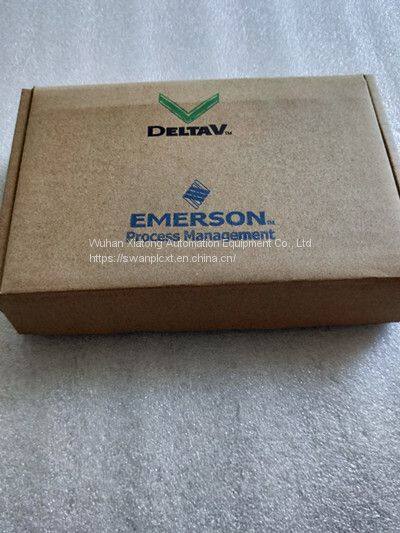 DELTAV™
EMERSON™
Process Management
Wuhan Xiatong Automation Equipment Co., Ltd
https://swanplcxt.en.china.cn/